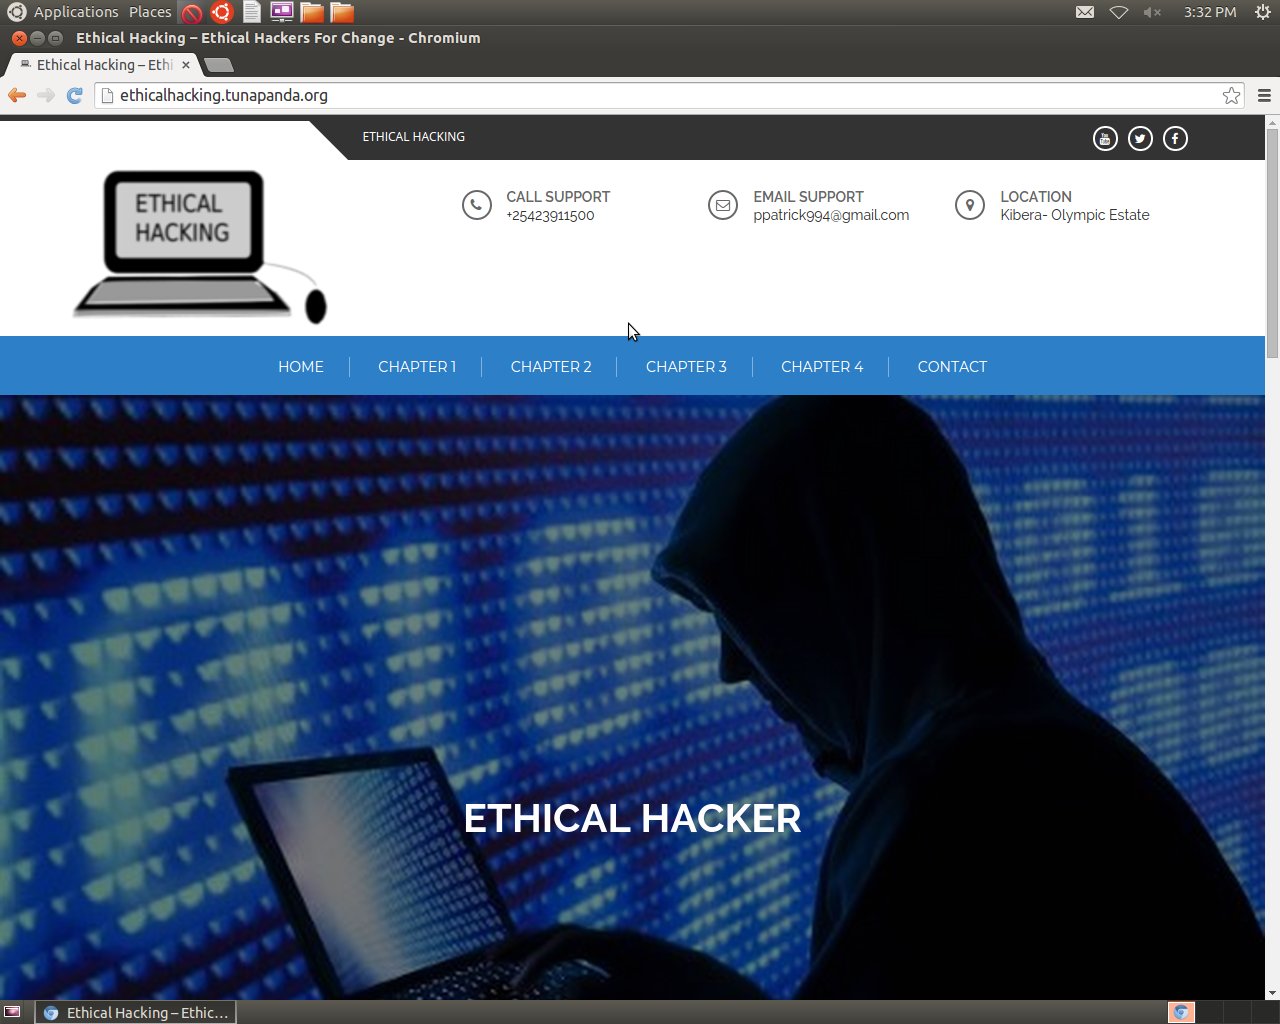 Applications Places
3:32 PM
Ethical Hacking – Ethical Hackers For Change - Chromium
Ethical Hacking – Ethi
ethicalhacking.tunapanda.org
ETHICAL HACKING
You Tube
ETHICAL
HACKING
CALL SUPPORT
+25423911500
EMAIL SUPPORT
ppatrick994@gmail.com
LOCATION
Kibera- Olympic Estate
HOME
CHAPTER 1
CHAPTER 2
CHAPTER 3
CHAPTER 4
CONTACT
ETHICAL HACKER
Ethical Hacking – Ethic...